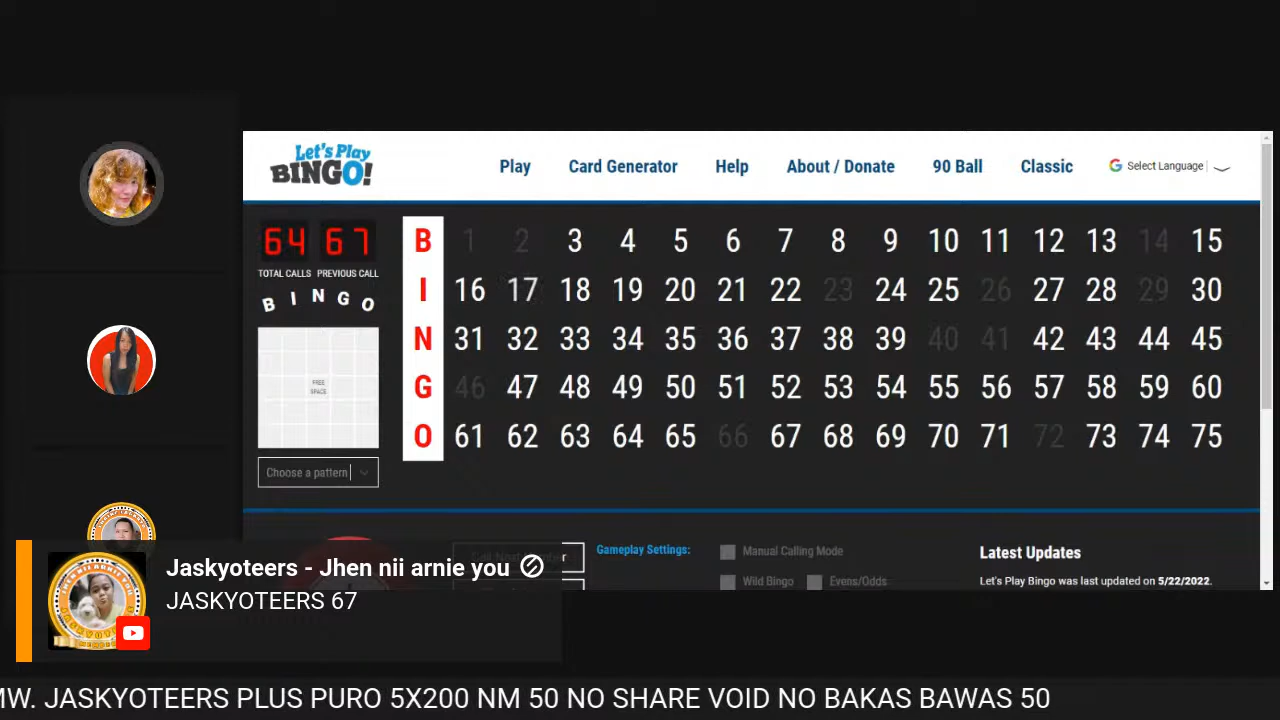 Let's Play
BINGO!
Play Card Generator Help About / Donate 90 Ball Classic Select Language
64 67
TOTAL CALLS PREVIOUS CALL
B I N G O
FREE
SPACE
Choose a pattern
B 1 2 3 4 5 6 7 8 9 10 11 12 13 14 15
I 16 17 18 19 20 21 22 23 24 25 26 27 28 29 30
N 31 32 33 34 35 36 37 38 39 40 41 42 43 44 45
G 46 47 48 49 50 51 52 53 54 55 56 57 58 59 60
O 61 62 63 64 65 66 67 68 69 70 71 72 73 74 75
Gameplay Settings:
Manual Calling Mode
Wild Bingo Evens/Odds
Latest Updates
Let's Play Bingo was last updated on 5/22/2022.
Jaskyoteers - Jhen nii arnie you
JASKYOTEERS 67
MW. JASKYOTEERS PLUS PURO 5X200 NM 50 NO SHARE VOID NO BAKAS BAWAS 50